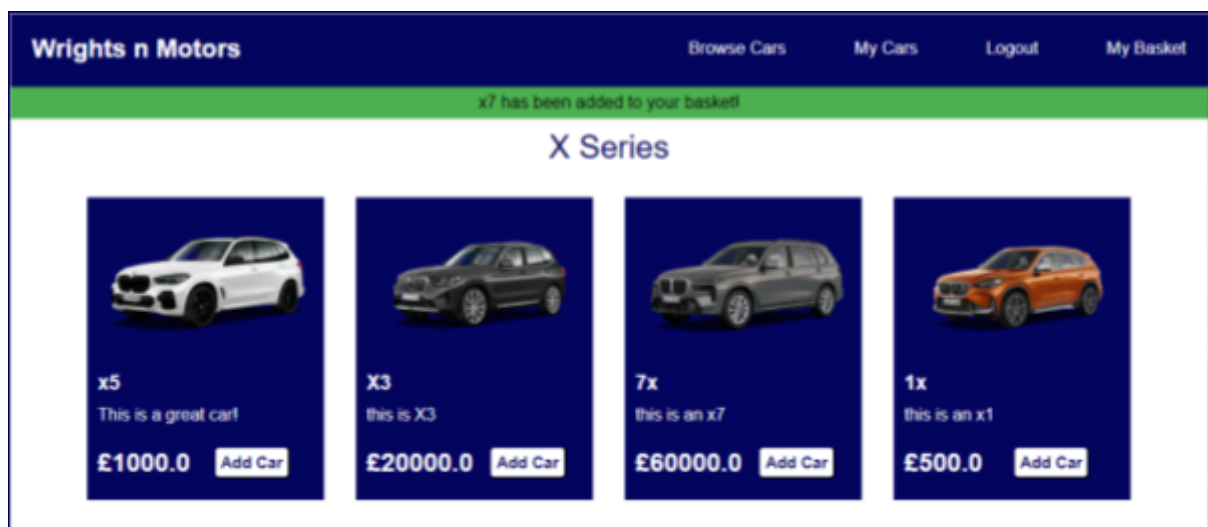 Wrights n Motors
Browse Cars My Cars Logout My Basket
x7 has been added to your basket!
X Series
x5
This is a great car!
£1000.0 Add Car
X3
this is X3
£20000.0 Add Car
7x
this is an x7
£60000.0 Add Car
1x
this is an x1
£500.0 Add Car